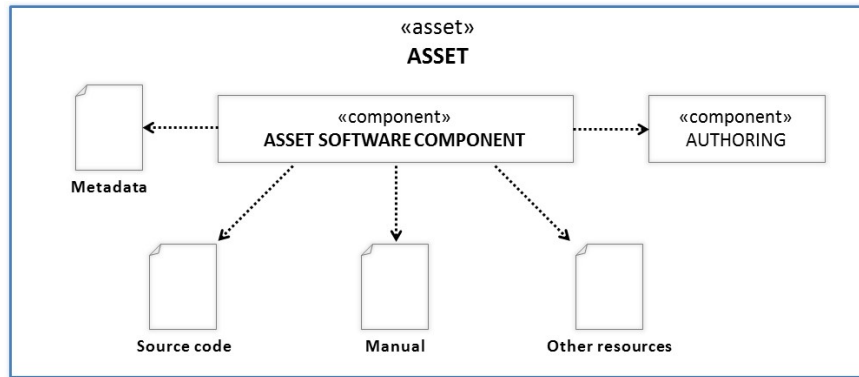 «asset»
ASSET
«component»
ASSET SOFTWARE COMPONENT
«component»
AUTHORING
Metadata
Source code
Manual
Other resources